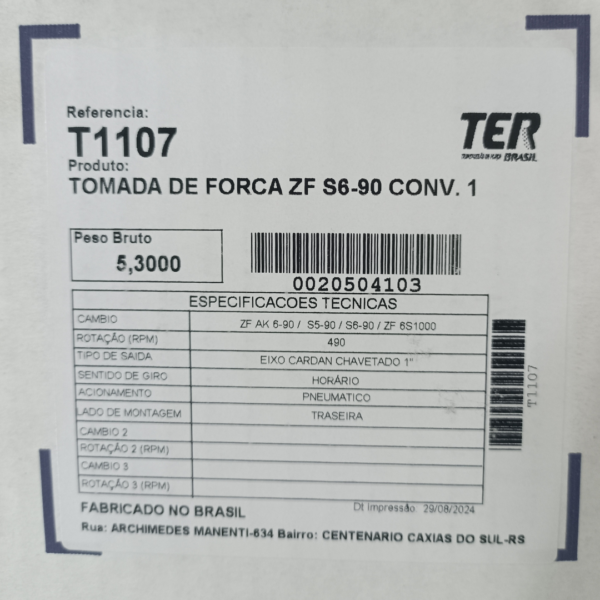 Referencia:
T1107
TER
TOMADAS DE FORÇA BRASIL
Produto:
TOMADA DE FORCA ZF S6-90 CONV. 1
Peso Bruto
5,3000
0020504103
ESPECIFICACOES TECNICAS
CAMBIO ZF AK 6-90 / S5-90 / S6-90 / ZF 6S1000
ROTAÇÃO (RPM) 490
TIPO DE SAIDA EIXO CARDAN CHAVETADO 1"
SENTIDO DE GIRO HORÁRIO
ACIONAMENTO PNEUMATICO
LADO DE MONTAGEM TRASEIRA
CAMBIO 2
ROTAÇÃO 2 (RPM)
CAMBIO 3
ROTAÇÃO 3 (RPM)
T1107
FABRICADO NO BRASIL
Dt Impressão 29/08/2024
Rua: ARCHIMEDES MANENTI-634 Bairro: CENTENARIO CAXIAS DO SUL-RS